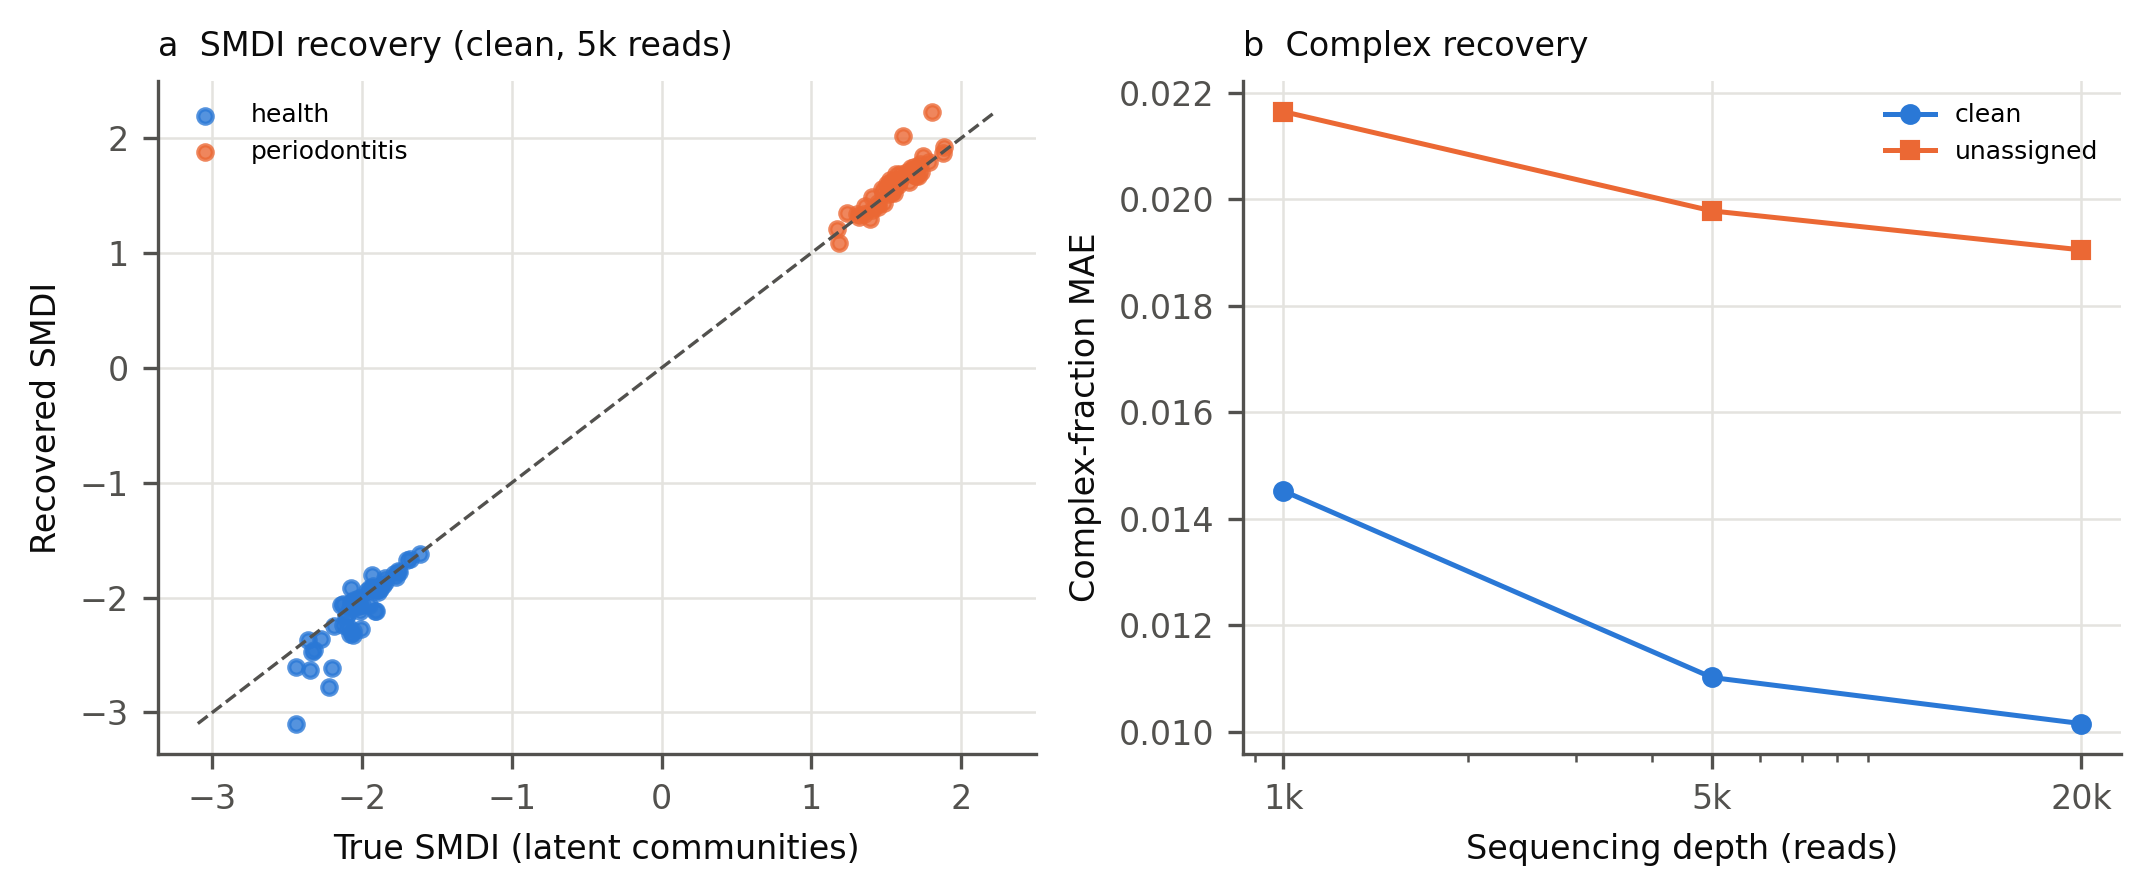 a  SMDI recovery (clean, 5k reads)
health
periodontitis
Recovered SMDI
2
1
0
−1
−2
−3
−3 −2 −1 0 1 2
True SMDI (latent communities)
b  Complex recovery
clean
unassigned
Complex-fraction MAE
0.022
0.020
0.018
0.016
0.014
0.012
0.010
1k 5k 20k
Sequencing depth (reads)